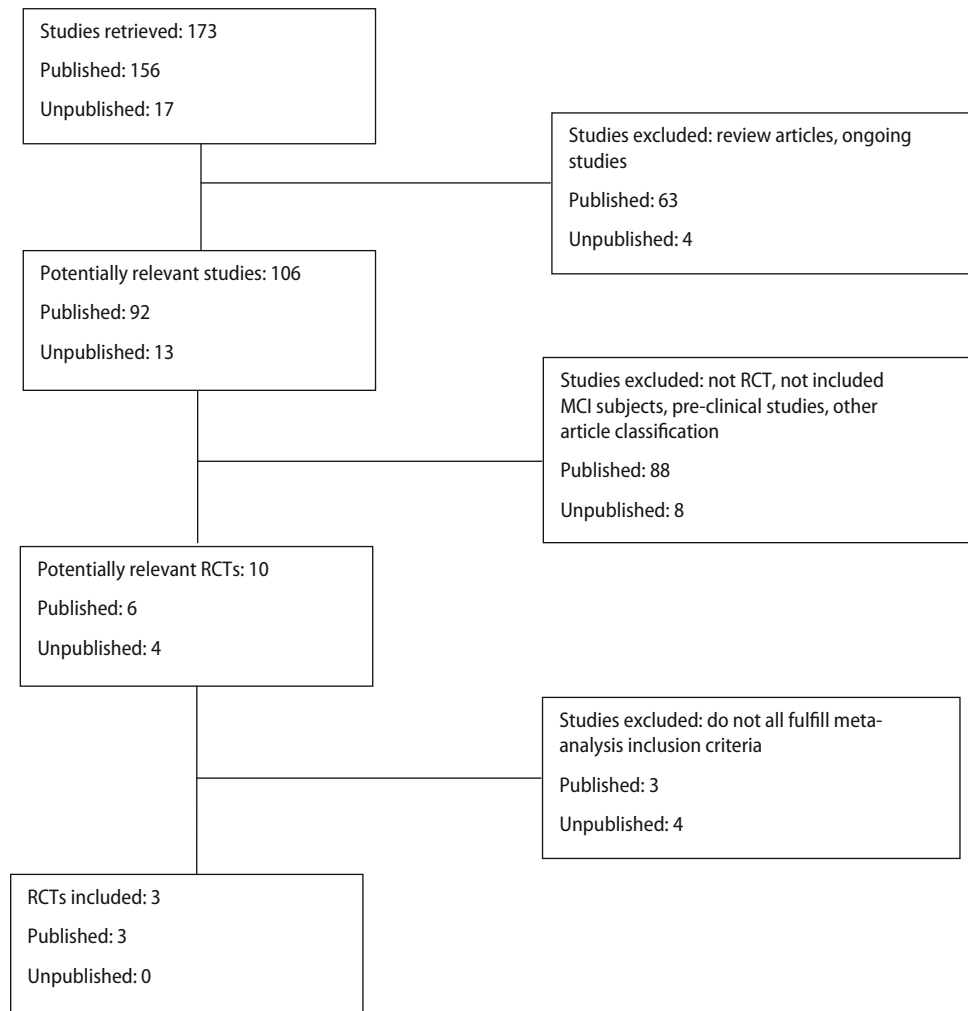 Studies retrieved: 173
Published: 156
Unpublished: 17
Studies excluded: review articles, ongoing
studies
Published: 63
Unpublished: 4
Potentially relevant studies: 106
Published: 92
Unpublished: 13
Studies excluded: not RCT, not included
MCI subjects, pre-clinical studies, other
article classification
Published: 88
Unpublished: 8
Potentially relevant RCTs: 10
Published: 6
Unpublished: 4
Studies excluded: do not all fulfill meta-
analysis inclusion criteria
Published: 3
Unpublished: 4
RCTs included: 3
Published: 3
Unpublished: 0